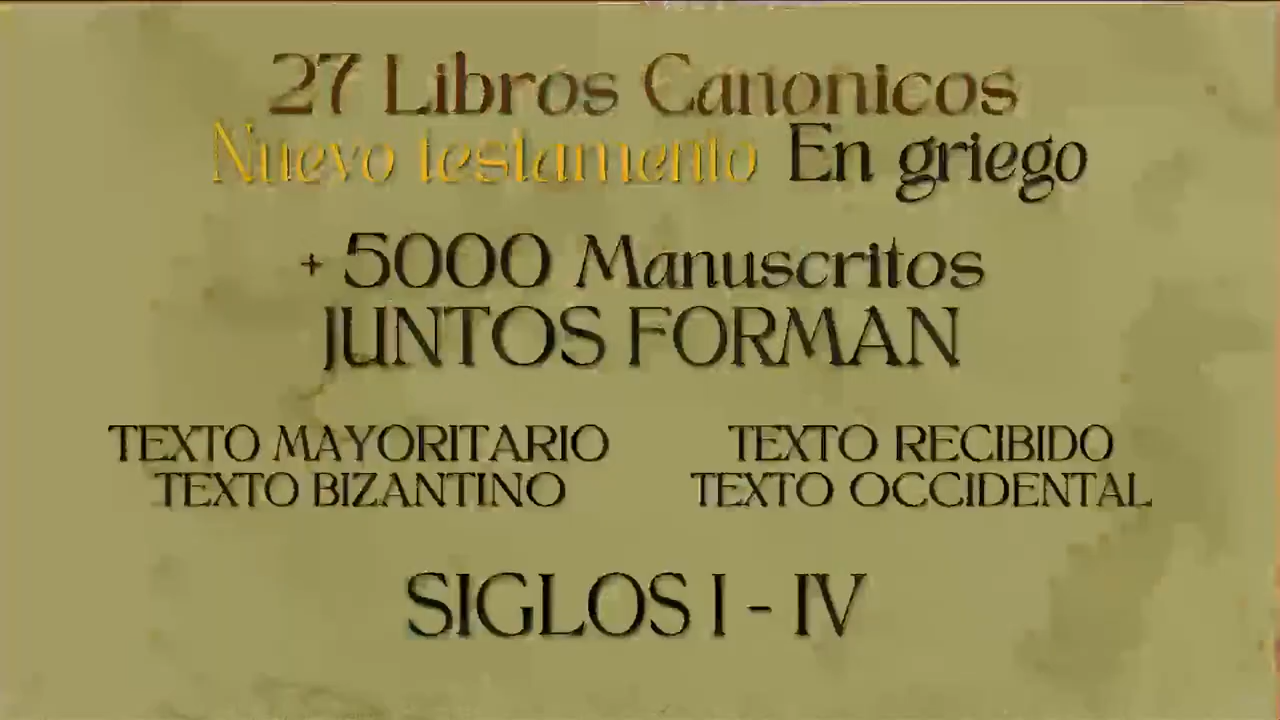 27 Libros Canonicos
Nuevo testamento En griego
+ 5000 Manuscritos
JUNTOS FORMAN
TEXTO MAYORITARIO TEXTO RECIBIDO
TEXTO BIZANTINO TEXTO OCCIDENTAL
SIGLOS I - IV